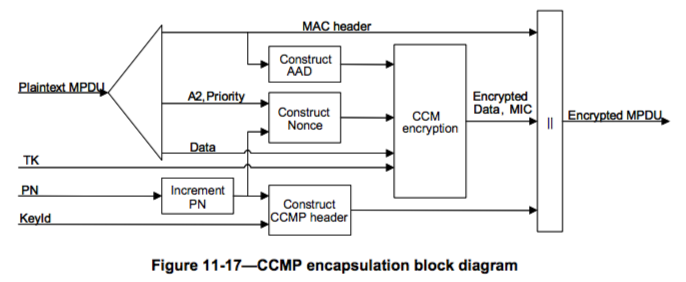 MAC header
Construct
AAD
Plaintext MPDU
A2, Priority
Construct
Nonce
CCM
encryption
Encrypted
Data, MIC
||
Encrypted MPDU
Data
TK
PN
Increment
PN
Construct
CCMP header
KeyId
Figure 11-17—CCMP encapsulation block diagram